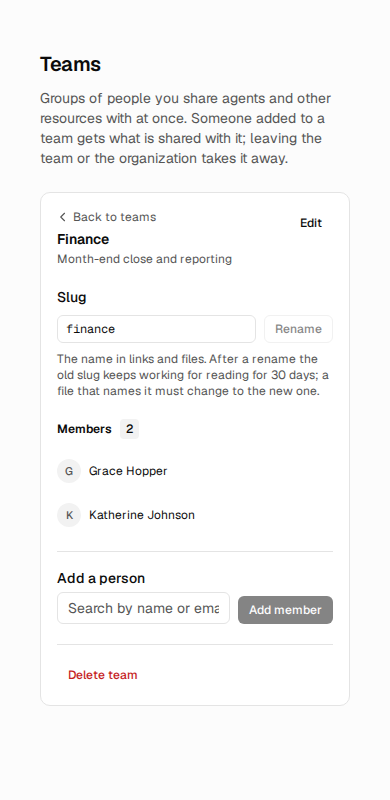 Teams
Groups of people you share agents and other
resources with at once. Someone added to a
team gets what is shared with it; leaving the
team or the organization takes it away.
Back to teams
Edit
Finance
Month-end close and reporting
Slug
finance
Rename
The name in links and files. After a rename the
old slug keeps working for reading for 30 days; a
file that names it must change to the new one.
Members 2
G Grace Hopper
K Katherine Johnson
Add a person
Search by name or ema
Add member
Delete team